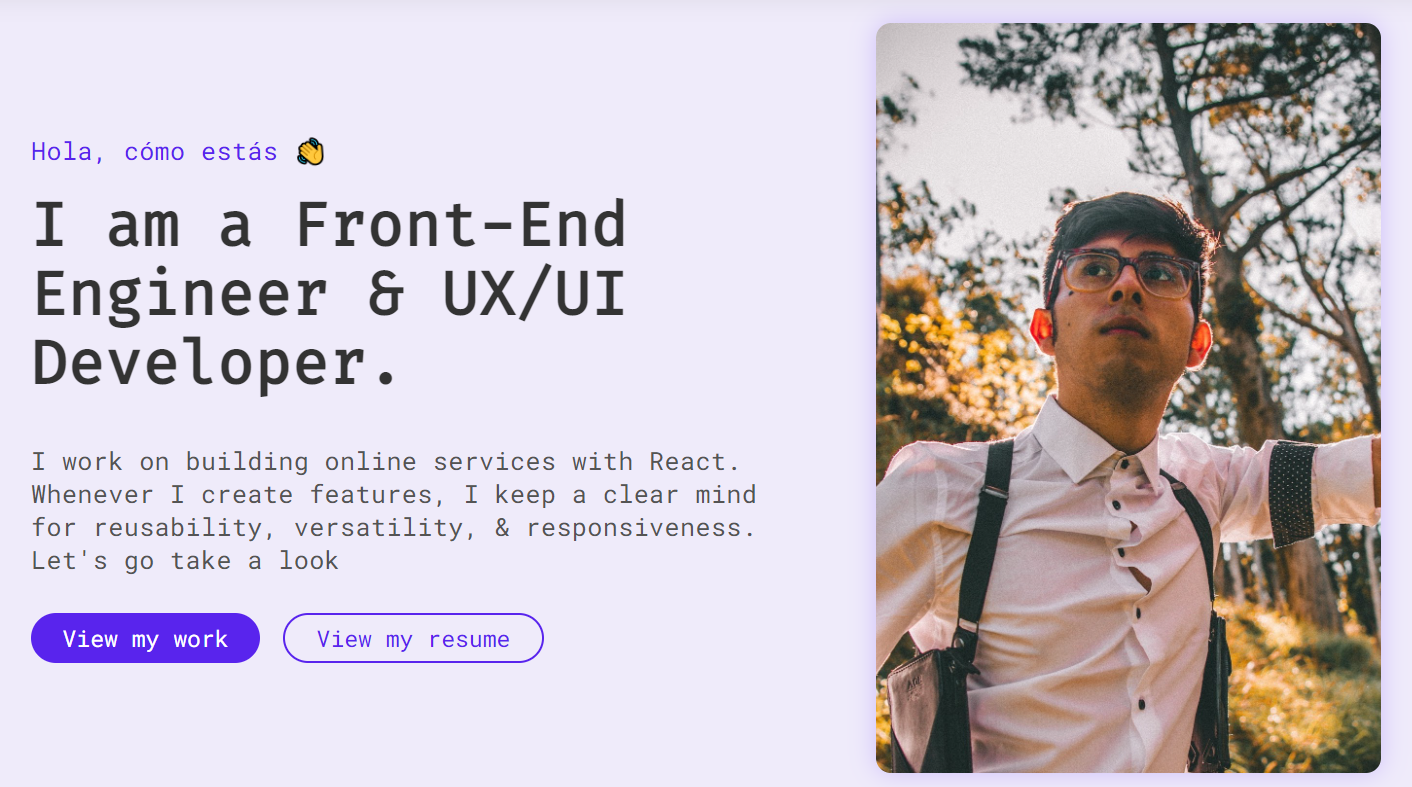 Hola, cómo estás 👋
I am a Front-End
Engineer & UX/UI
Developer.
I work on building online services with React.
Whenever I create features, I keep a clear mind
for reusability, versatility, & responsiveness.
Let's go take a look
View my work
View my resume